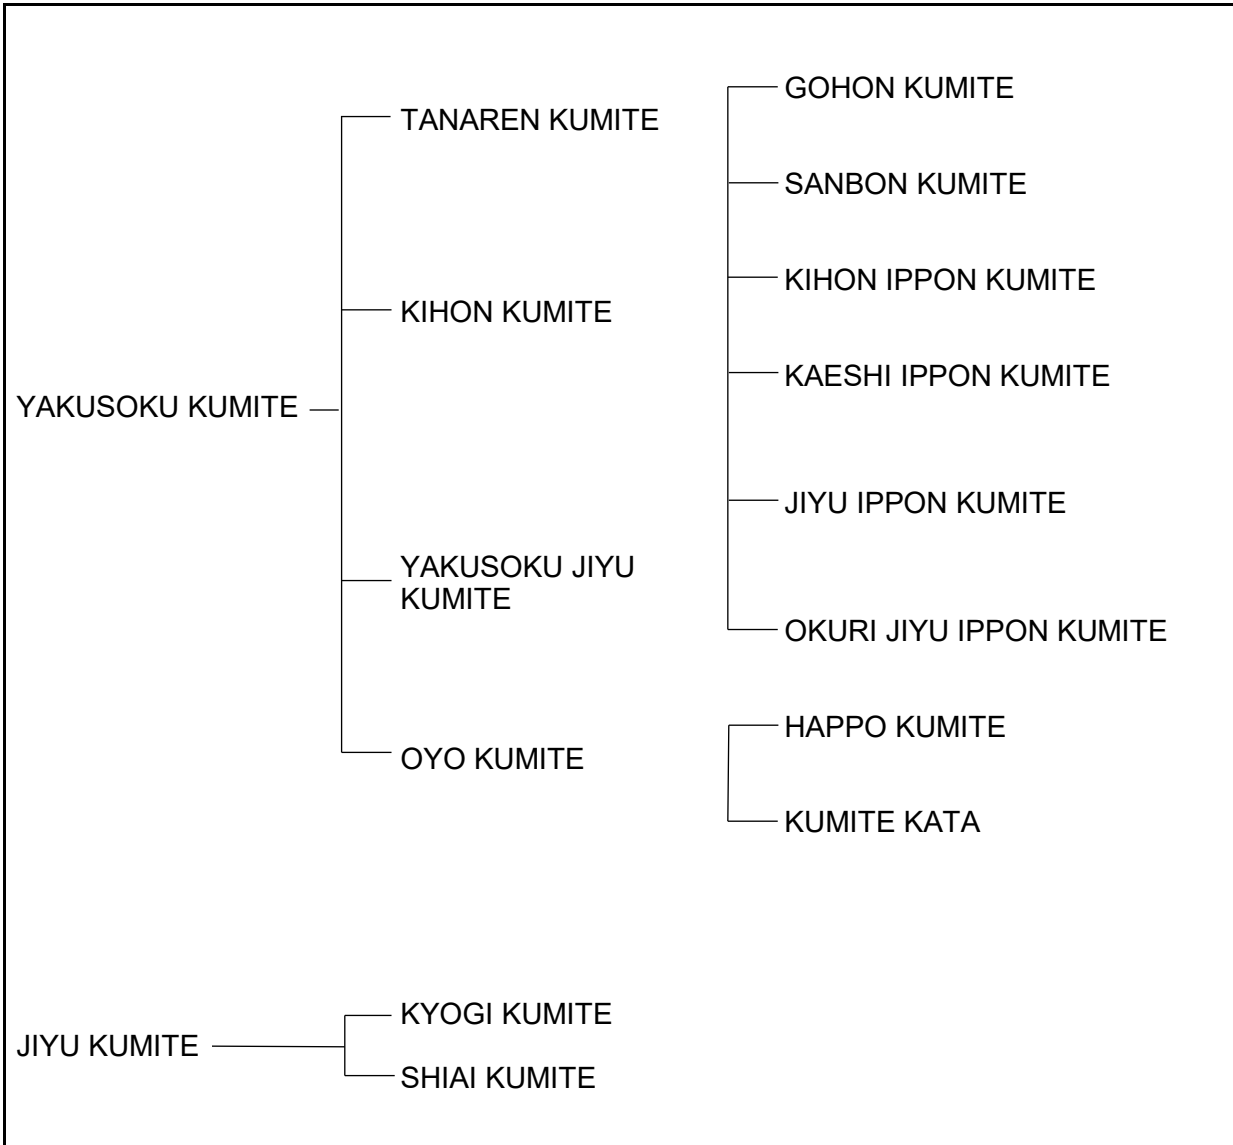 GOHON KUMITE
TANAREN KUMITE
SANBON KUMITE
KIHON IPPON KUMITE
KIHON KUMITE
KAESHI IPPON KUMITE
YAKUSOKU KUMITE
JIYU IPPON KUMITE
YAKUSOKU JIYU
KUMITE
OKURI JIYU IPPON KUMITE
HAPPO KUMITE
OYO KUMITE
KUMITE KATA
KYOGI KUMITE
JIYU KUMITE
SHIAI KUMITE